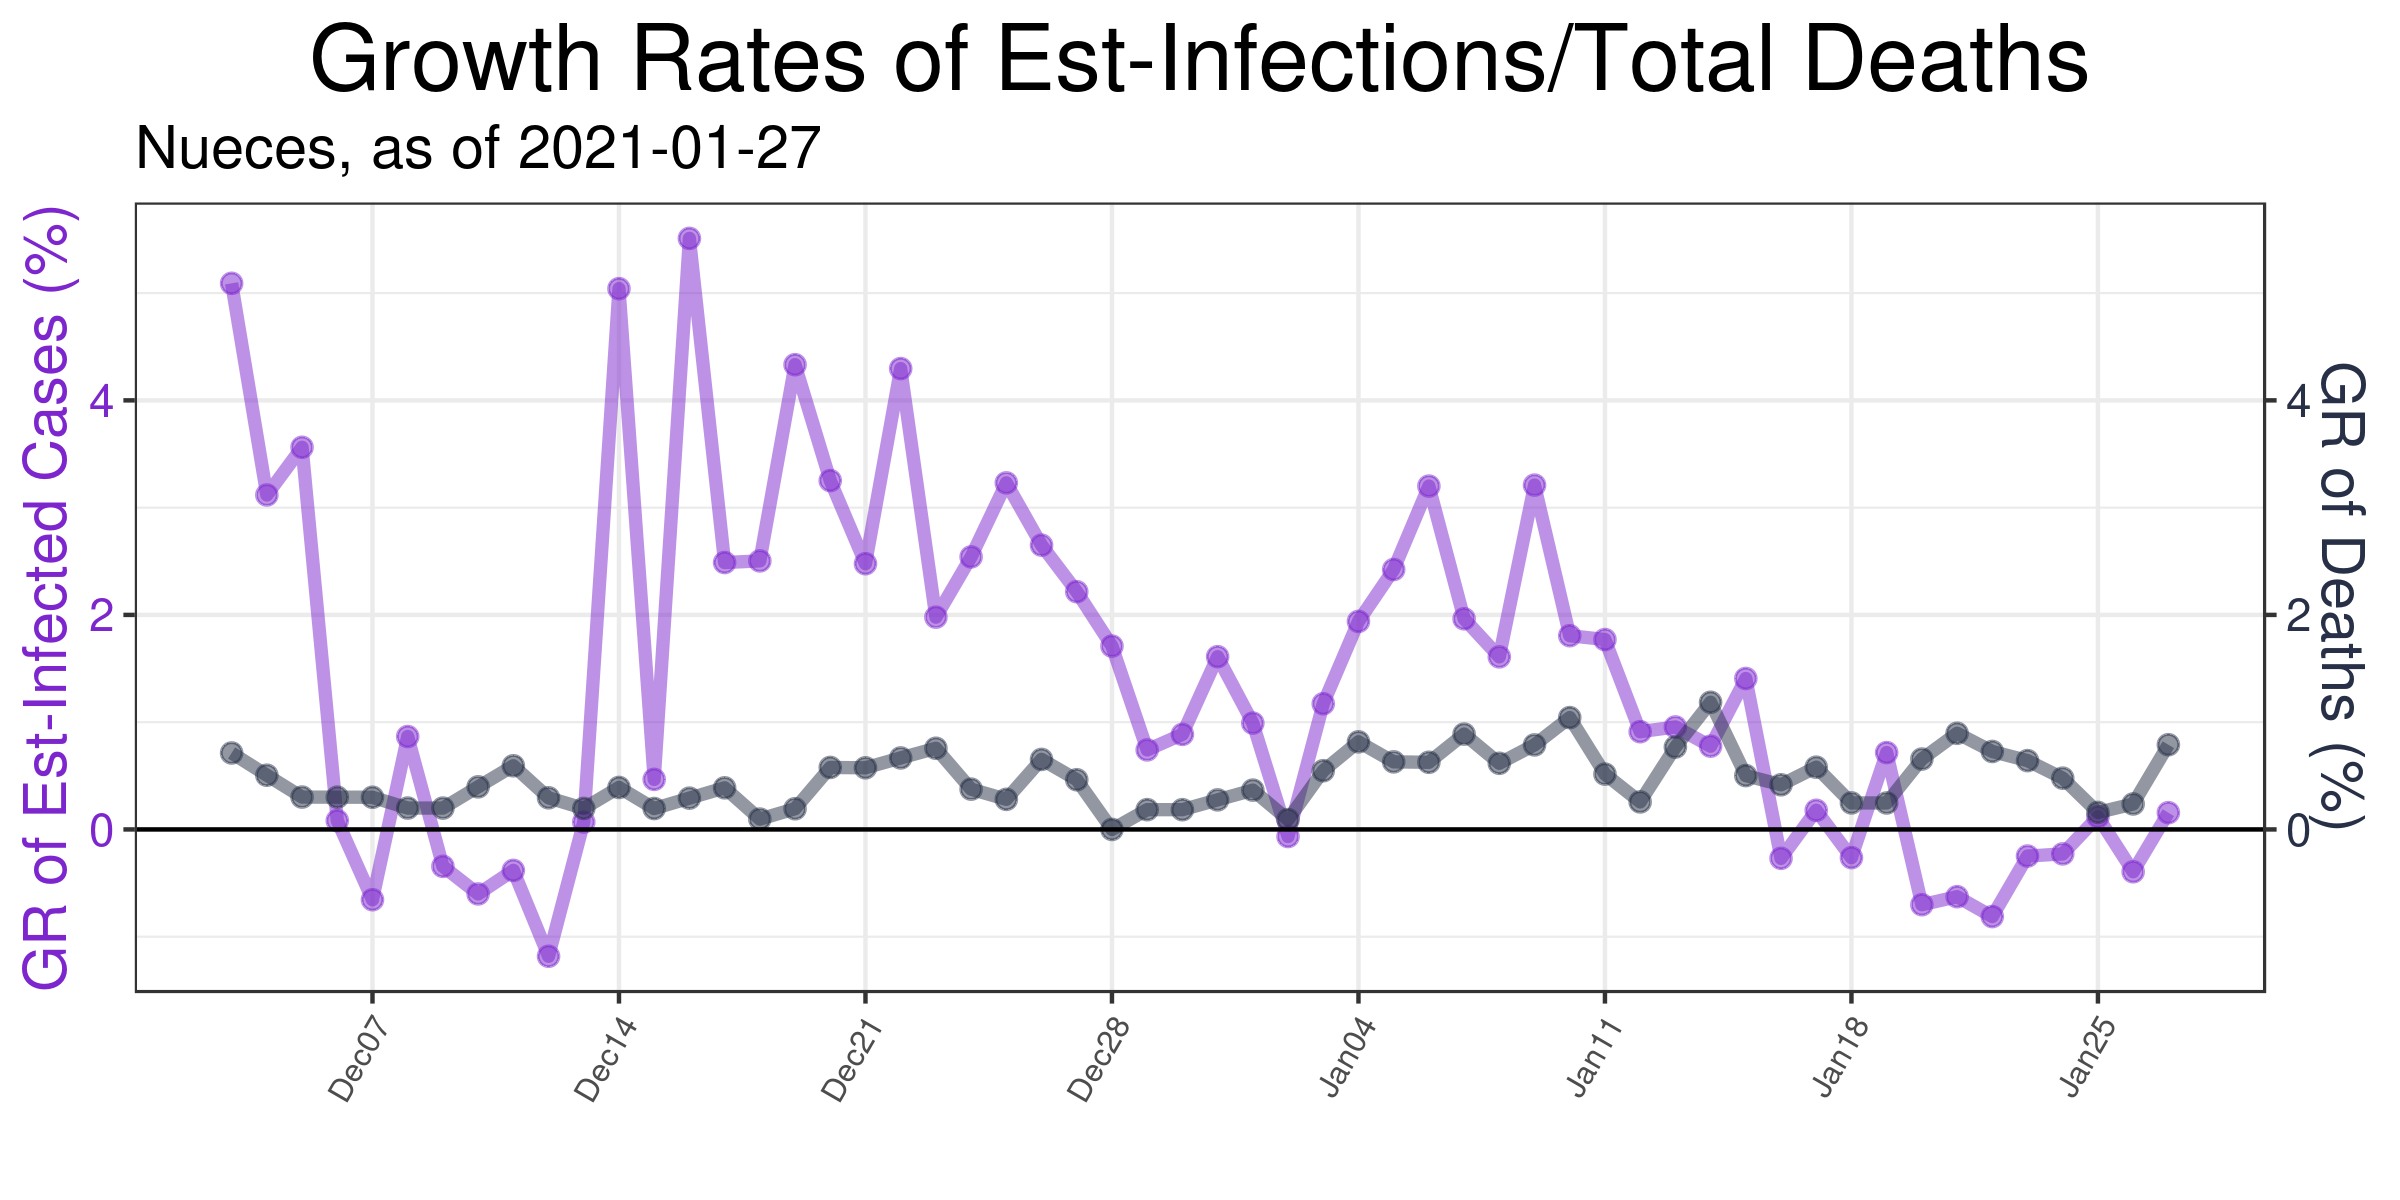 Growth Rates of Est-Infections/Total Deaths
Nueces, as of 2021-01-27
GR of Est-Infected Cases (%)
4
2
0
4
2
0
GR of Deaths (%)
Dec07
Dec14
Dec21
Dec28
Jan04
Jan11
Jan18
Jan25